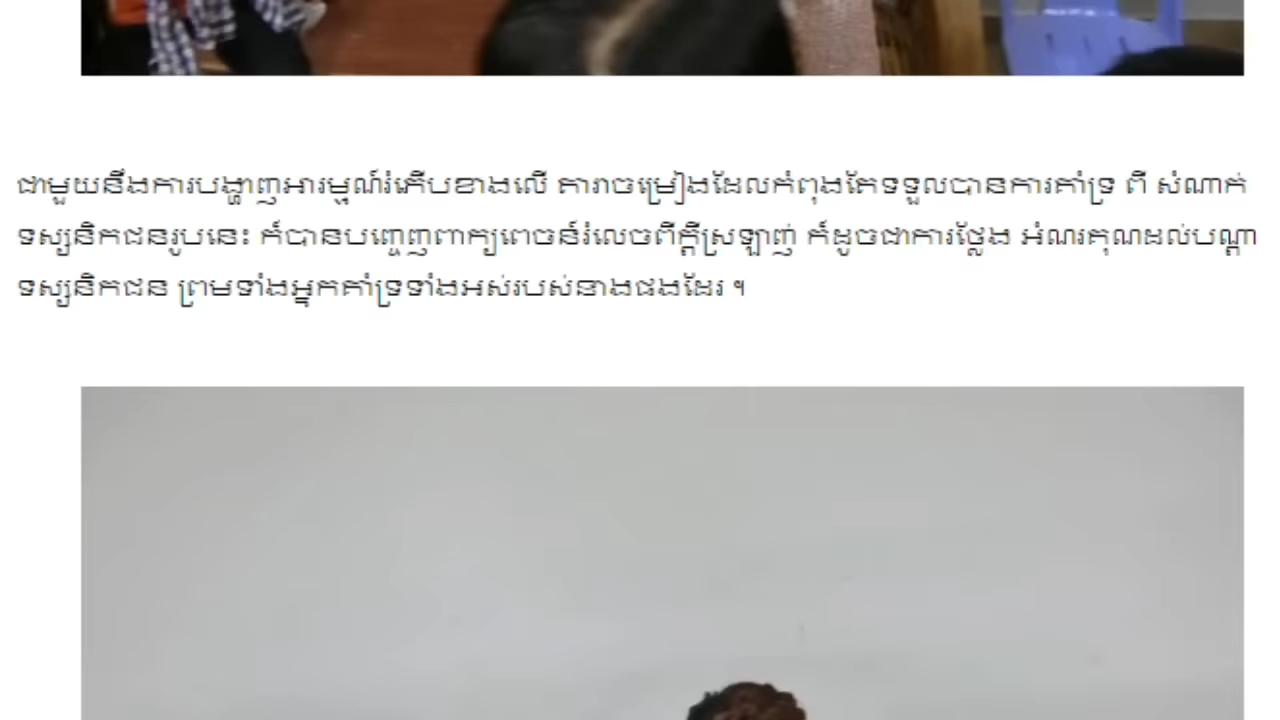 ជាមួយនឹងការបង្ហាញអារម្មណ៍រំភើបខាងលើ តារាចម្រៀងដែលកំពុងតែទទួលបានការគាំទ្រ ពី សំណាក់
ទស្សនិកជនរូបនេះ ក៏បានបញ្ចេញពាក្យពេចន៍រំលេចពីក្តីស្រឡាញ់ ក៏ដូចជាការថ្លែង អំណរគុណដល់បណ្តា
ទស្សនិកជន ព្រមទាំងអ្នកគាំទ្រទាំងអស់របស់នាងផងដែរ ។